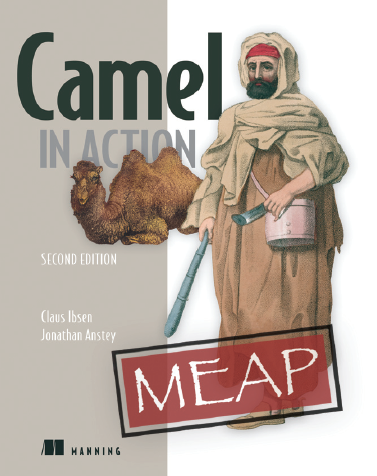 Camel
IN ACTION
SECOND EDITION
Claus Ibsen
Jonathan Anstey
MEAP
MANNING